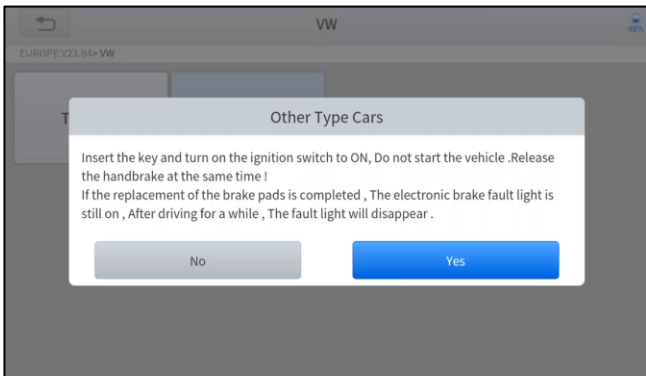 VW
48%
EUROPE V23.84> VW
T
Other Type Cars
Insert the key and turn on the ignition switch to ON, Do not start the vehicle .Release
the handbrake at the same time !
If the replacement of the brake pads is completed , The electronic brake fault light is
still on , After driving for a while , The fault light will disappear .
No
Yes